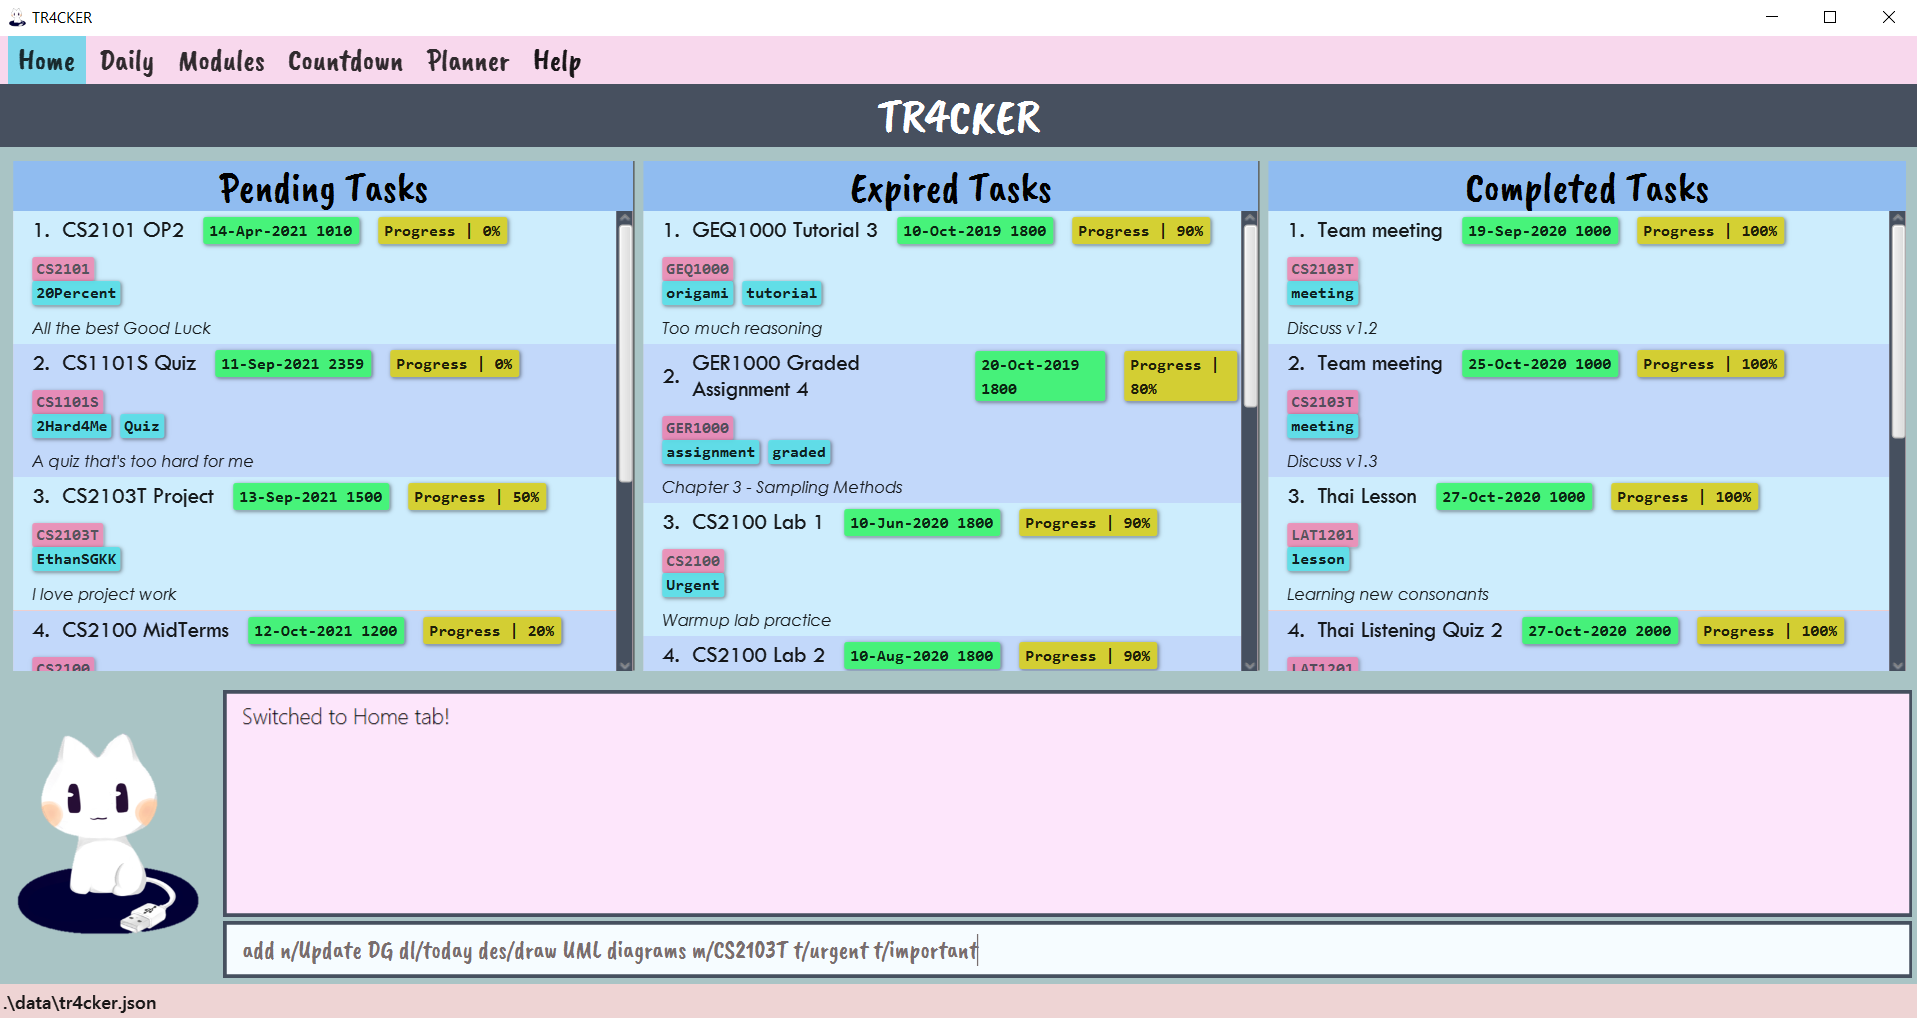 TR4CKER
Home Daily Modules Countdown Planner Help
TR4CKER
Pending Tasks
1. CS2101 OP2 14-Apr-2021 1010 Progress | 0%
CS2101
20Percent
All the best Good Luck
2. CS1101S Quiz 11-Sep-2021 2359 Progress | 0%
CS1101S
2Hard4Me Quiz
A quiz that's too hard for me
3. CS2103T Project 13-Sep-2021 1500 Progress | 50%
CS2103T
EthanSGKK
I love project work
4. CS2100 MidTerms 12-Oct-2021 1200 Progress | 20%
CS2100
Expired Tasks
1. GEQ1000 Tutorial 3 10-Oct-2019 1800 Progress | 90%
GEQ1000
origami tutorial
Too much reasoning
2. GER1000 Graded
Assignment 4
20-Oct-2019
1800
Progress |
80%
GER1000
assignment graded
Chapter 3 - Sampling Methods
3. CS2100 Lab 1 10-Jun-2020 1800 Progress | 90%
CS2100
Urgent
Warmup lab practice
4. CS2100 Lab 2 10-Aug-2020 1800 Progress | 90%
Completed Tasks
1. Team meeting 19-Sep-2020 1000 Progress | 100%
CS2103T
meeting
Discuss v1.2
2. Team meeting 25-Oct-2020 1000 Progress | 100%
CS2103T
meeting
Discuss v1.3
3. Thai Lesson 27-Oct-2020 1000 Progress | 100%
LAT1201
lesson
Learning new consonants
4. Thai Listening Quiz 2 27-Oct-2020 2000 Progress | 100%
LAT1201
Switched to Home tab!
add n/Update DG dl/today des/draw UML diagrams m/CS2103T t/urgent t/important
.\data\tr4cker.json